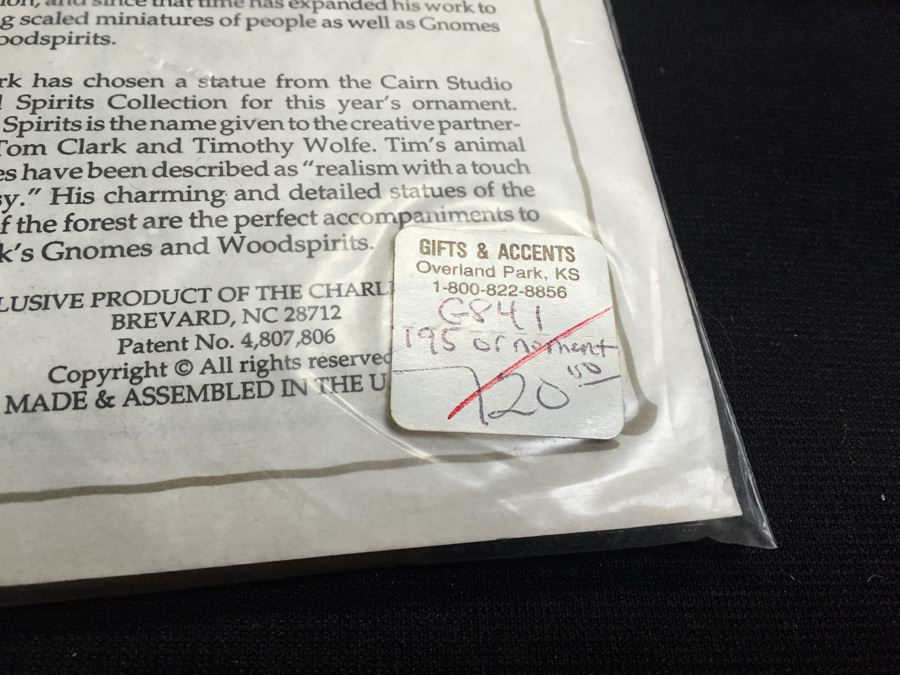 and since that time has expanded his work to
g scaled miniatures of people as well as Gnomes
oodspirits.
rk has chosen a statue from the Cairn Studio
l Spirits Collection for this year's ornament.
Spirits is the name given to the creative partner-
Tom Clark and Timothy Wolfe. Tim's animal
es have been described as "realism with a touch
sy." His charming and detailed statues of the
f the forest are the perfect accompaniments to
k's Gnomes and Woodspirits.
LUSIVE PRODUCT OF THE CHARL
BREVARD, NC 28712
Patent No. 4,807,806
Copyright © All rights reserved
MADE & ASSEMBLED IN THE U.
GIFTS & ACCENTS
Overland Park, KS
1-800-822-8856
G841
195 ornament
120